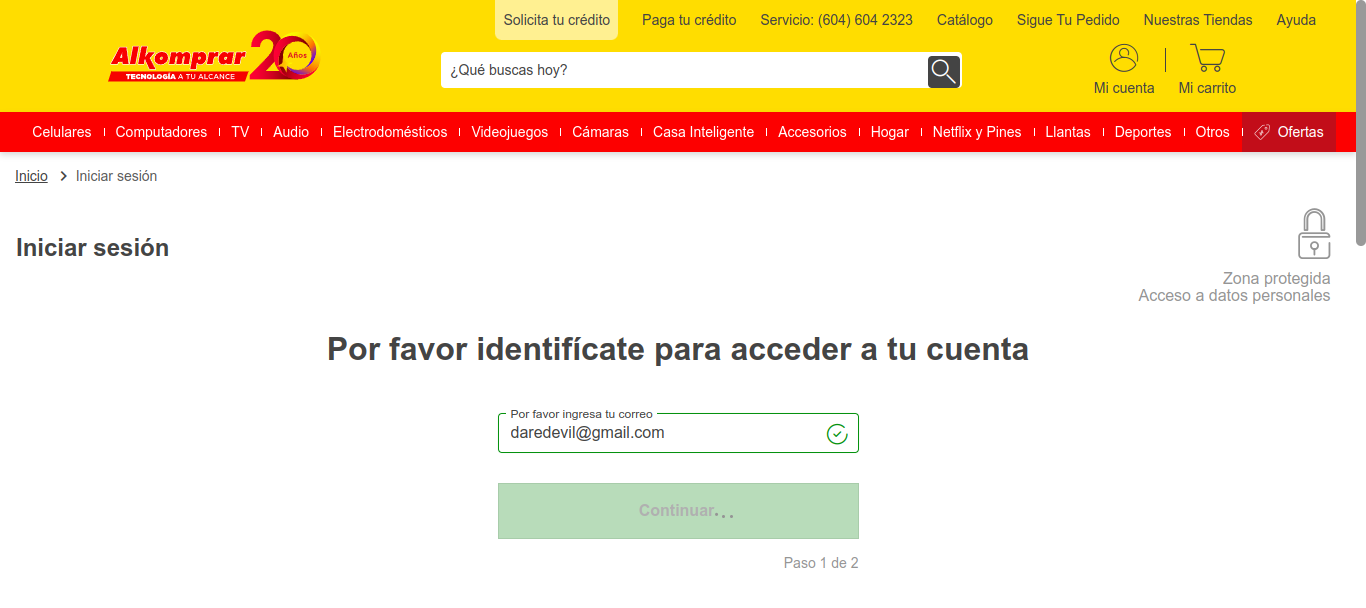 Solicita tu crédito Paga tu crédito Servicio: (604) 604 2323 Catálogo Sigue Tu Pedido Nuestras Tiendas Ayuda
Alkomprar 20 Años
TECNOLOGÍA A TU ALCANCE
¿Qué buscas hoy?
Mi cuenta Mi carrito
Celulares Computadores TV Audio Electrodomésticos Videojuegos Cámaras Casa Inteligente Accesorios Hogar Netflix y Pines Llantas Deportes Otros Ofertas
Inicio Iniciar sesión
Iniciar sesión
Zona protegida
Acceso a datos personales
Por favor identifícate para acceder a tu cuenta
Por favor ingresa tu correo
daredevil@gmail.com
Continuar...
Paso 1 de 2